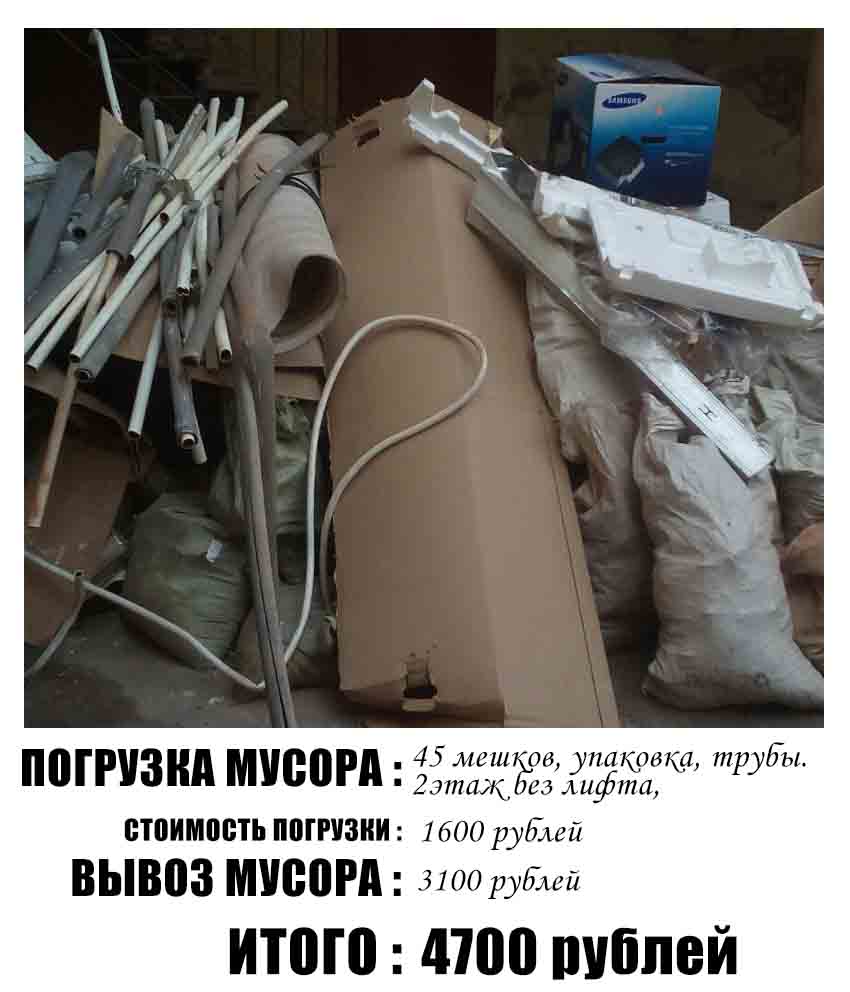 SAMSUNG
ПОГРУЗКА МУСОРА : 45 мешков, упаковка, трубы.
2этаж без лифта,
СТОИМОСТЬ ПОГРУЗКИ : 1600 рублей
ВЫВОЗ МУСОРА : 3100 рублей
ИТОГО : 4700 рублей